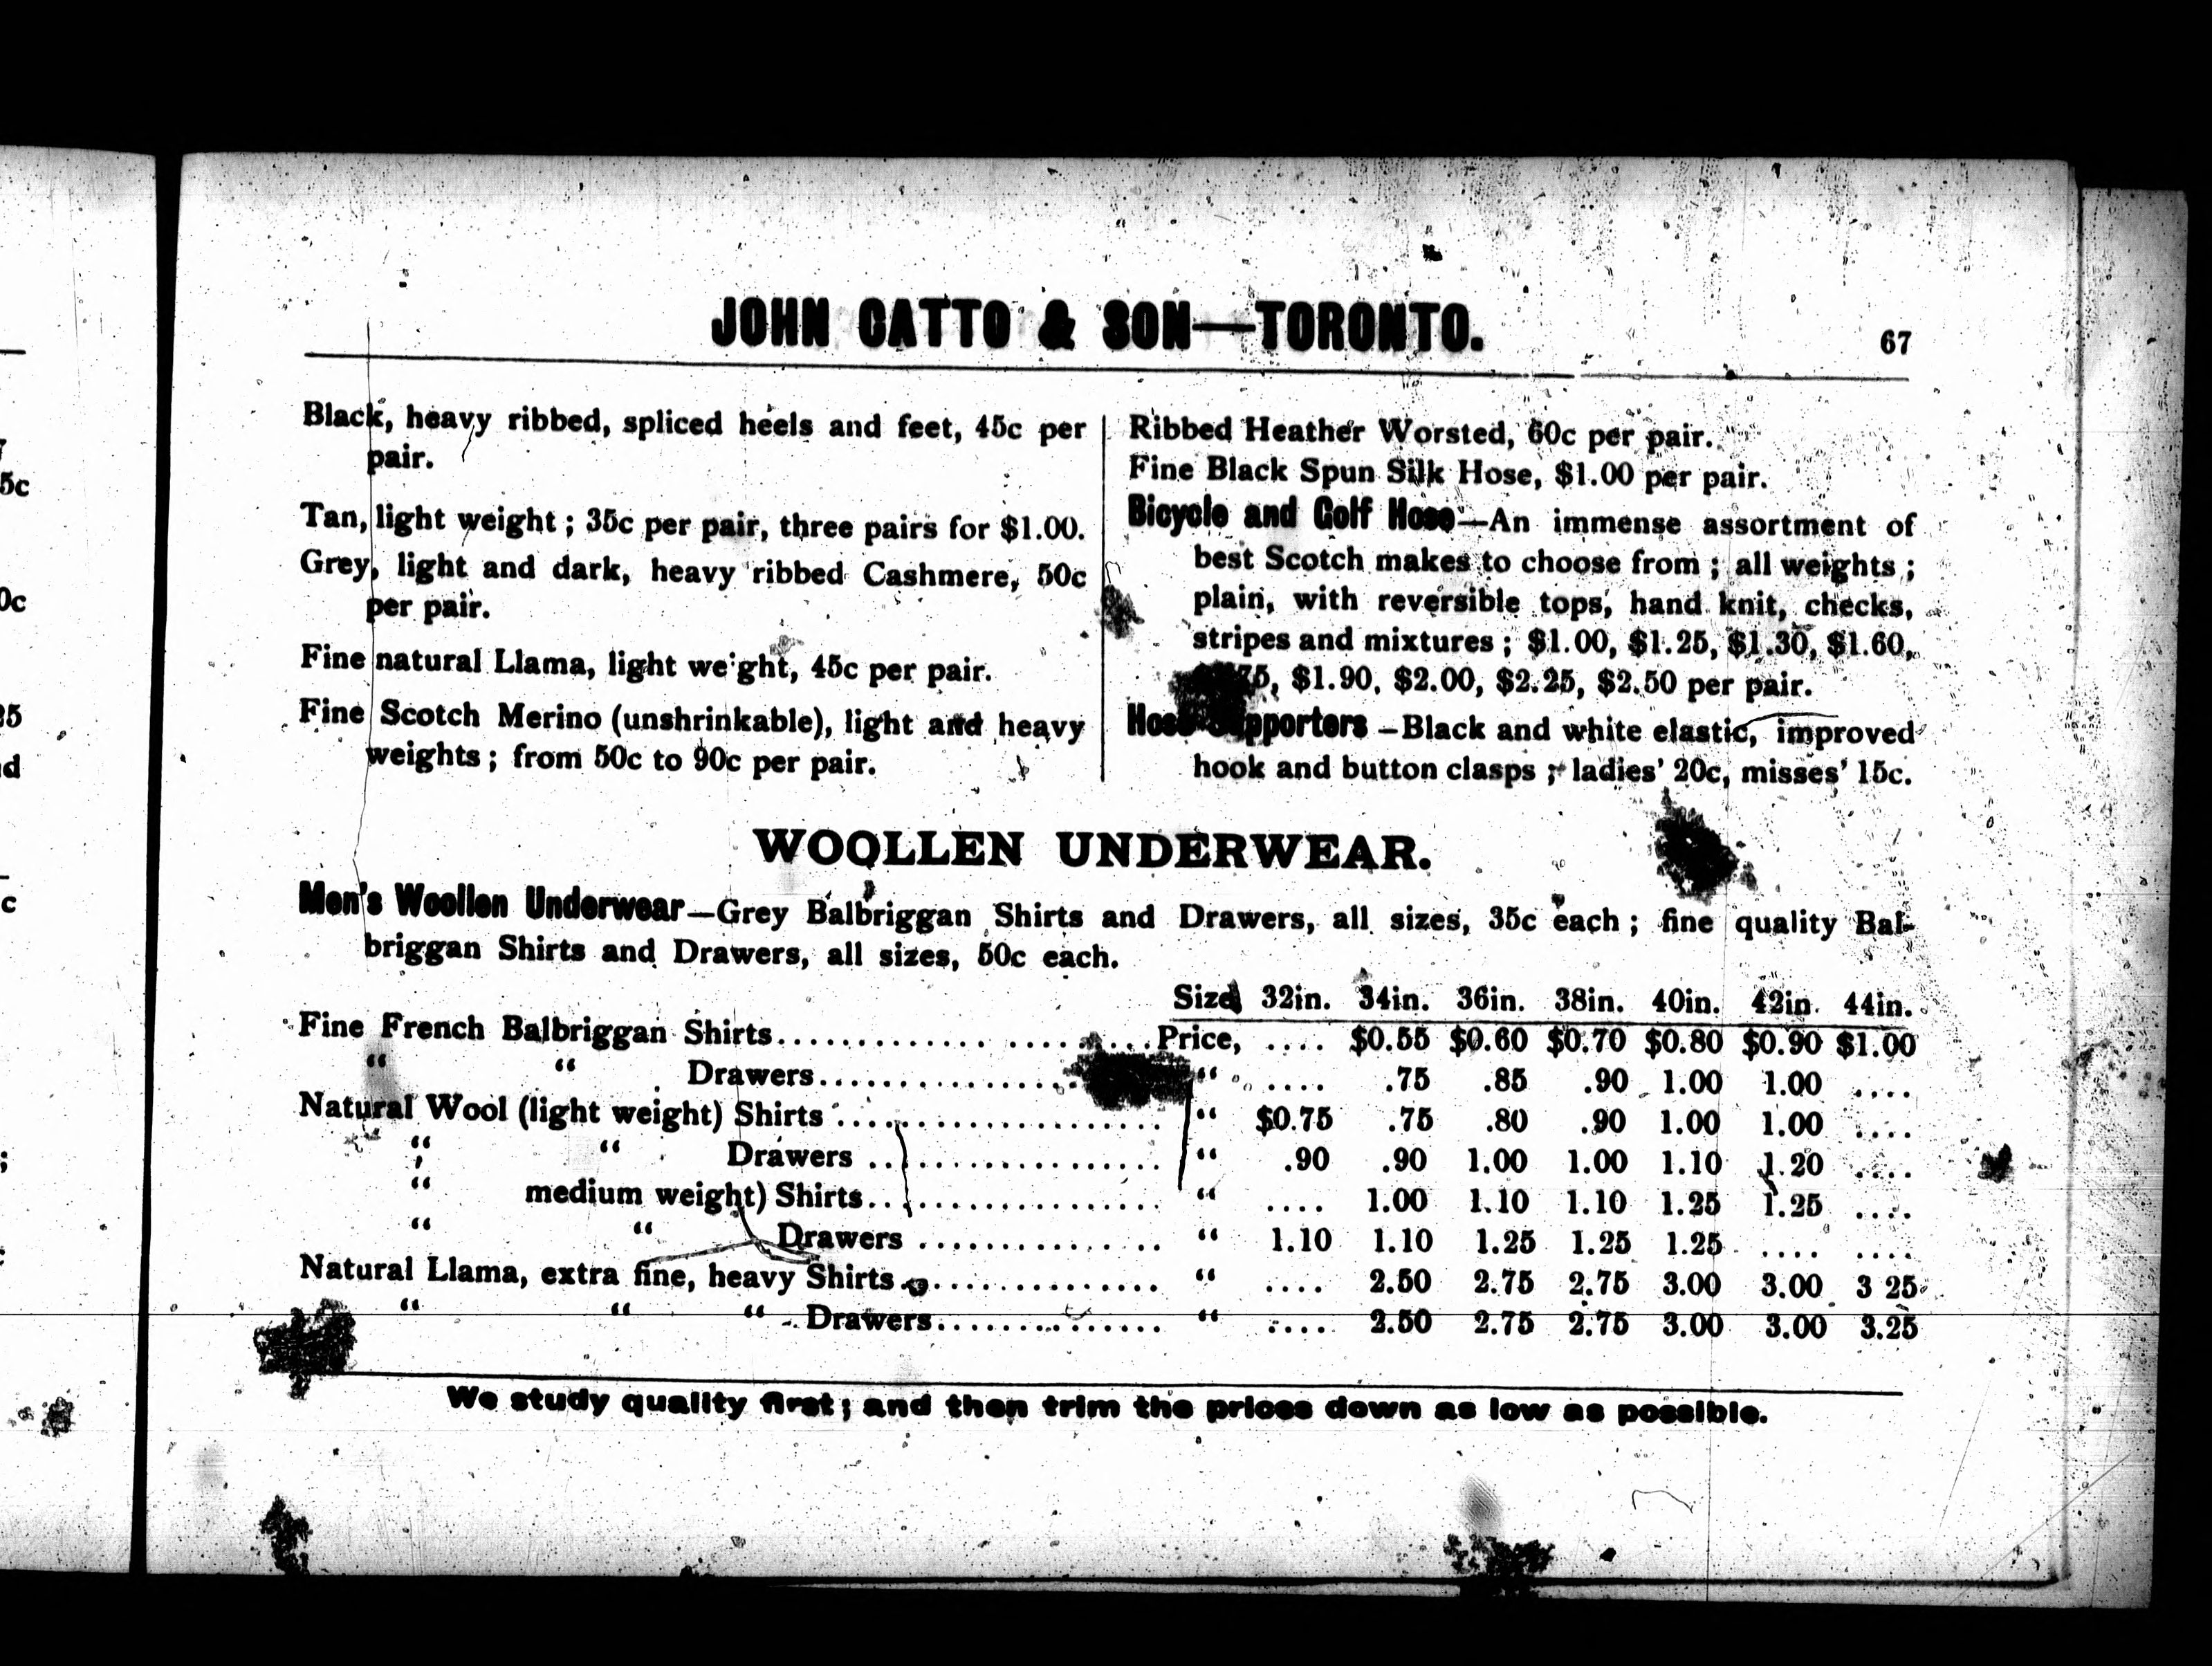 JOHN CATTO & SON—TORONTO.
67
Black, heavy ribbed, spliced heels and feet, 45c per
pair.
Tan, light weight; 35c per pair, three pairs for $1.00.
Grey, light and dark, heavy ribbed Cashmere, 50c
per pair.
Fine natural Llama, light weight, 45c per pair.
Fine Scotch Merino (unshrinkable), light and heavy
weights; from 50c to 90c per pair.
Ribbed Heather Worsted, 60c per pair.
Fine Black Spun Silk Hose, $1.00 per pair.
Bicycle and Golf Hose—An immense assortment of
best Scotch makes to choose from; all weights;
plain, with reversible tops, hand knit, checks,
stripes and mixtures; $1.00, $1.25, $1.30, $1.60,
$1.90, $2.00, $2.25, $2.50 per pair.
Hose Supporters—Black and white elastic, improved
hook and button clasps; ladies' 20c, misses' 15c.
WOOLLEN UNDERWEAR.
Men's Woollen Underwear—Grey Balbriggan Shirts and Drawers, all sizes, 35c each; fine quality Bal-
briggan Shirts and Drawers, all sizes, 50c each.
Size 32in. 34in. 36in. 38in. 40in. 42in. 44in.
Fine French Balbriggan Shirts.................... Price, .... $0.55 $0.60 $0.70 $0.80 $0.90 $1.00
“ “ Drawers.................... “ .... .75 .85 .90 1.00 1.00 ....
Natural Wool (light weight) Shirts.................... “ $0.75 .75 .80 .90 1.00 1.00 ....
“ “ Drawers.................... “ .90 .90 1.00 1.00 1.10 1.20 ....
“ medium weight) Shirts.................... “ .... 1.00 1.10 1.10 1.25 1.25 ....
“ “ Drawers.................... “ 1.10 1.10 1.25 1.25 1.25 .... ....
Natural Llama, extra fine, heavy Shirts.................... “ .... 2.50 2.75 2.75 3.00 3.00 3 25
“ “ “ Drawers.................... “ .... 2.50 2.75 2.75 3.00 3.00 3.25
We study quality first; and then trim the prices down as low as possible.